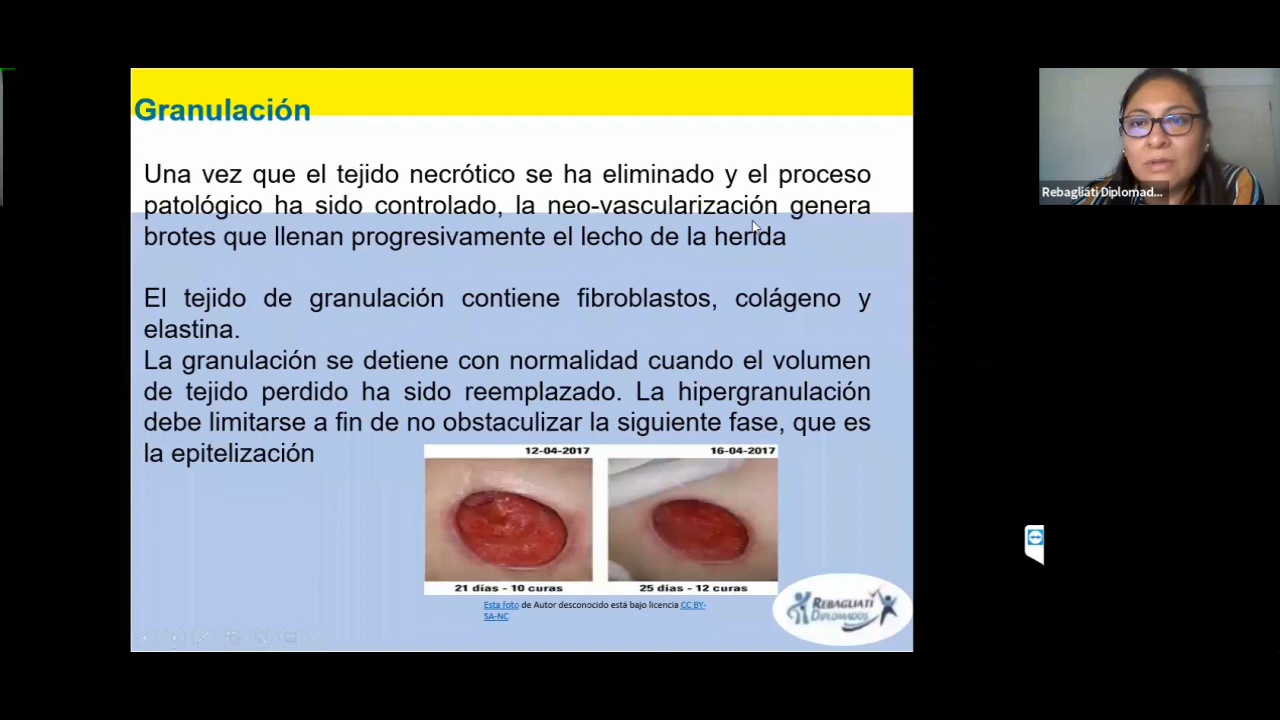 Granulación
Una vez que el tejido necrótico se ha eliminado y el proceso
patológico ha sido controlado, la neo-vascularización genera
brotes que llenan progresivamente el lecho de la herida
El tejido de granulación contiene fibroblastos, colágeno y
elastina.
La granulación se detiene con normalidad cuando el volumen
de tejido perdido ha sido reemplazado. La hipergranulación
debe limitarse a fin de no obstaculizar la siguiente fase, que es
la epitelización
12-04-2017
16-04-2017
21 días - 10 curas
25 días - 12 curas
Esta foto de Autor desconocido está bajo licencia CC BY-
SA-NC
REBAGLIATI
DIPLOMADOS
Rebagliati Diplomad...